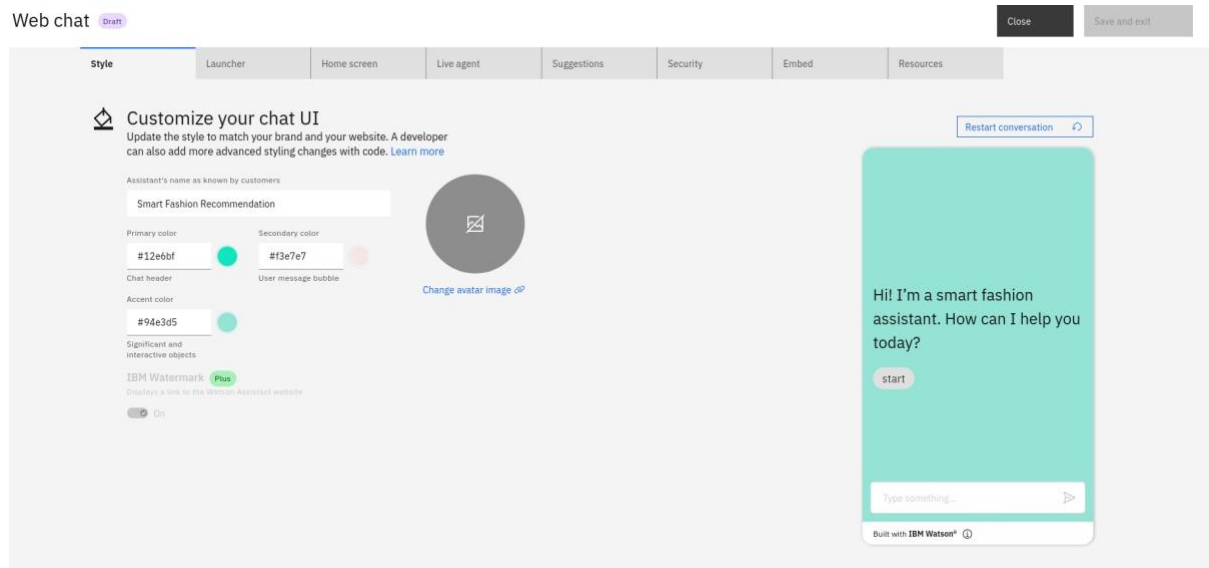 Web chat Draft
Close
Save and exit
Style
Launcher
Home screen
Live agent
Suggestions
Security
Embed
Resources
Customize your chat UI
Update the style to match your brand and your website. A developer
can also add more advanced styling changes with code. Learn more
Assistant's name as known by customers
Smart Fashion Recommendation
Primary color
Secondary color
#12e6bf
#f3e7e7
Chat header
User message bubble
Change avatar image
Accent color
#94e3d5
Significant and
interactive objects
IBM Watermark Plus
Displays a link to the Watson Assistant website
On
Restart conversation
Hi! I'm a smart fashion
assistant. How can I help you
today?
start
Type something...
Built with IBM Watson®